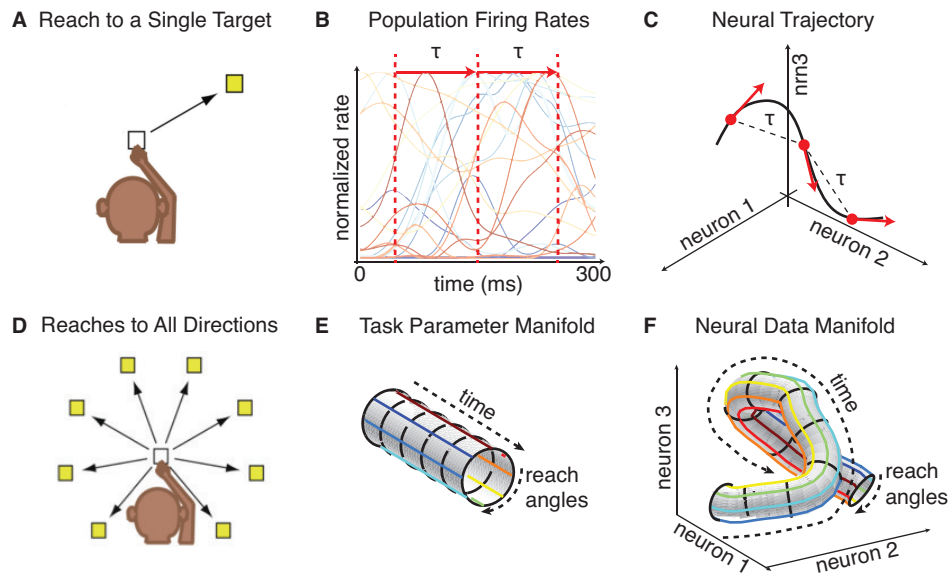 A Reach to a Single Target
B Population Firing Rates
τ
τ
normalized rate
0
300
time (ms)
C Neural Trajectory
nrn3
τ
τ
neuron 1
neuron 2
D Reaches to All Directions
E Task Parameter Manifold
time
reach
angles
F Neural Data Manifold
neuron 3
time
reach
angles
neuron 1
neuron 2